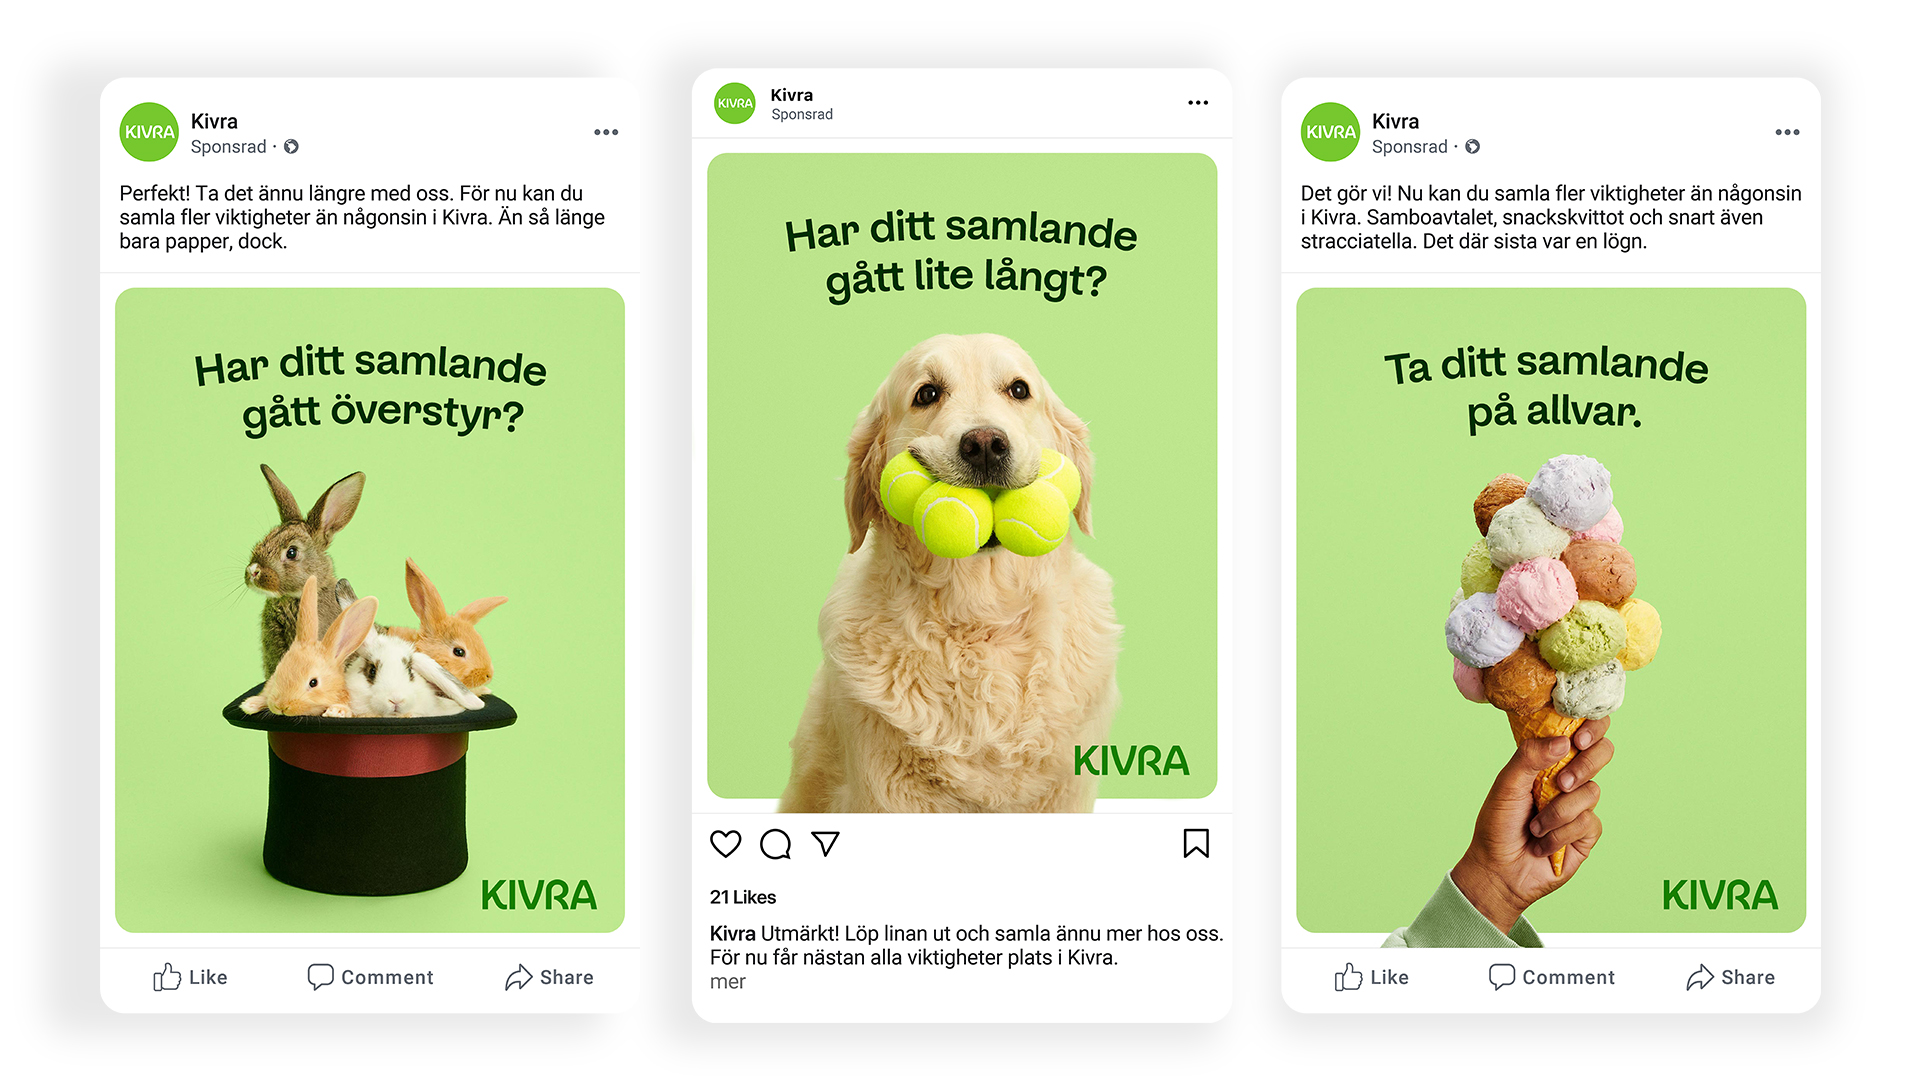 KIVRA
Kivra
Sponsrad ·
Perfekt! Ta det ännu längre med oss. För nu kan du
samla fler viktigheter än någonsin i Kivra. Än så länge
bara papper, dock.
Har ditt samlande
gått överstyr?
KIVRA
Like
Comment
Share
KIVRA
Kivra
Sponsrad
Har ditt samlande
gått lite långt?
KIVRA
21 Likes
Kivra Utmärkt! Löp linan ut och samla ännu mer hos oss.
För nu får nästan alla viktigheter plats i Kivra.
mer
KIVRA
Kivra
Sponsrad ·
Det gör vi! Nu kan du samla fler viktigheter än någonsin
i Kivra. Samboavtalet, snackskvittot och snart även
stracciatella. Det där sista var en lögn.
Ta ditt samlande
på allvar.
KIVRA
Like
Comment
Share